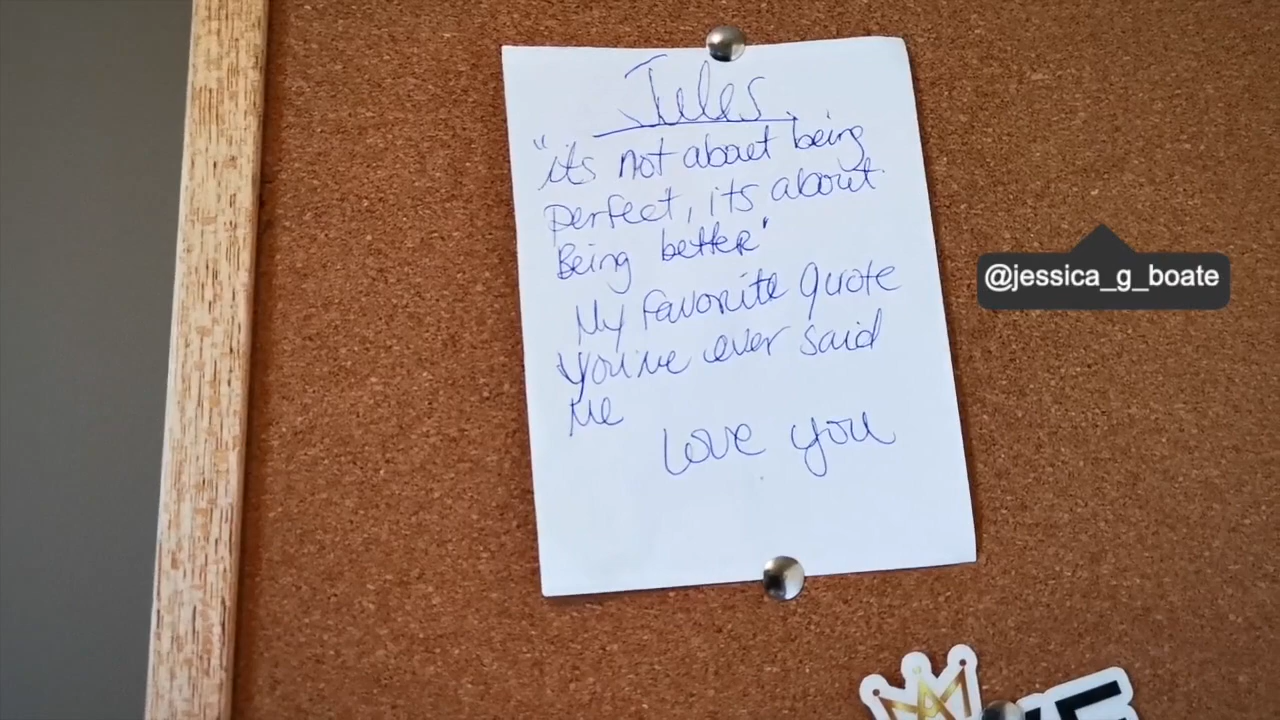 Jules
"its not about being
perfect, its about
Being better"
My favorite quote
you've ever said
me
Love you
@jessica_g_boate